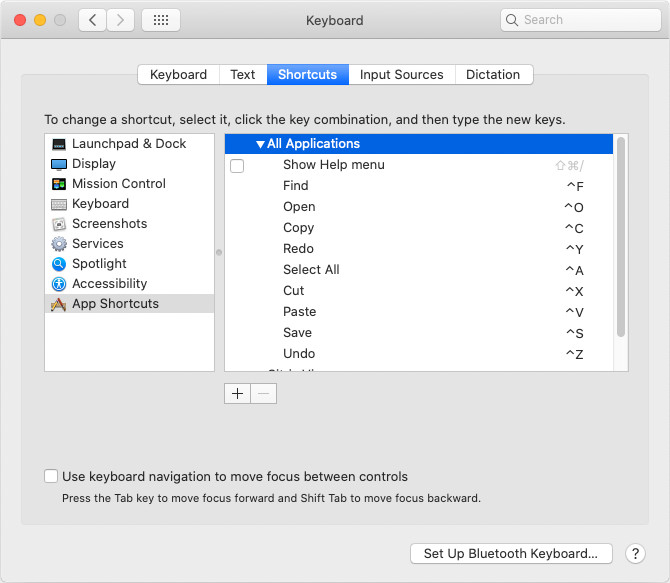 Keyboard
Search
Keyboard Text Shortcuts Input Sources Dictation
To change a shortcut, select it, click the key combination, and then type the new keys.
Launchpad & Dock
Display
Mission Control
Keyboard
Screenshots
Services
Spotlight
Accessibility
App Shortcuts
▼All Applications
Show Help menu ⇧⌘/
Find ^F
Open ^O
Copy ^C
Redo ^Y
Select All ^A
Cut ^X
Paste ^V
Save ^S
Undo ^Z
+ −
Use keyboard navigation to move focus between controls
Press the Tab key to move focus forward and Shift Tab to move focus backward.
Set Up Bluetooth Keyboard... ?